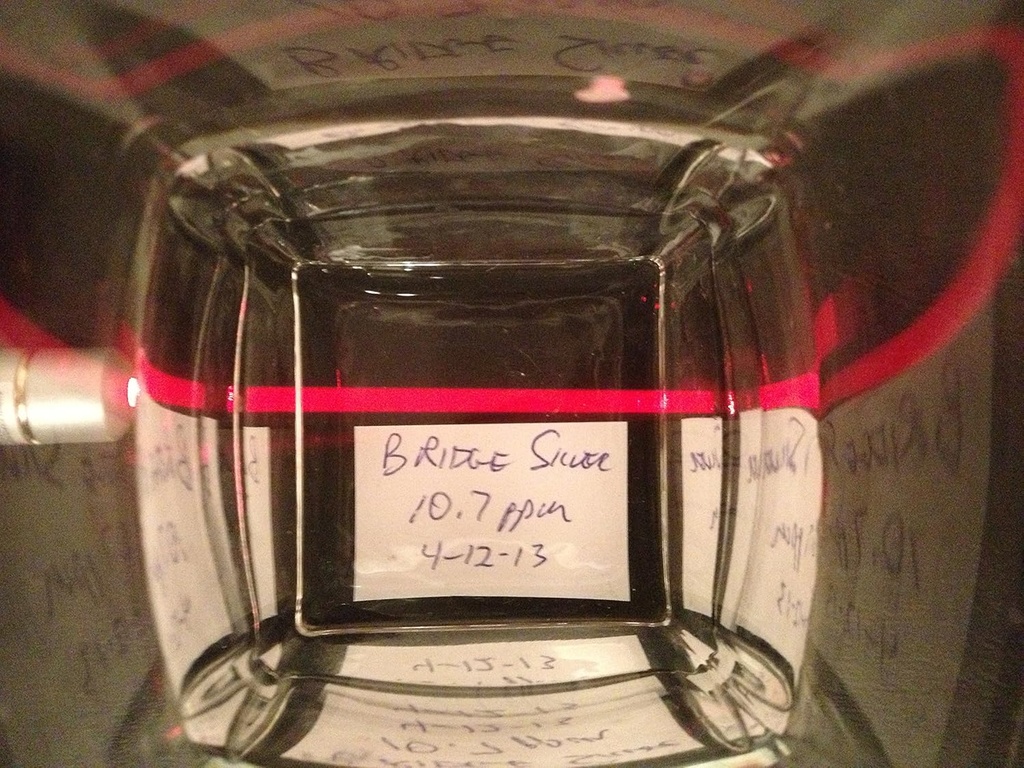 BRIDGE SILVER
10.7 ppm
4-12-13